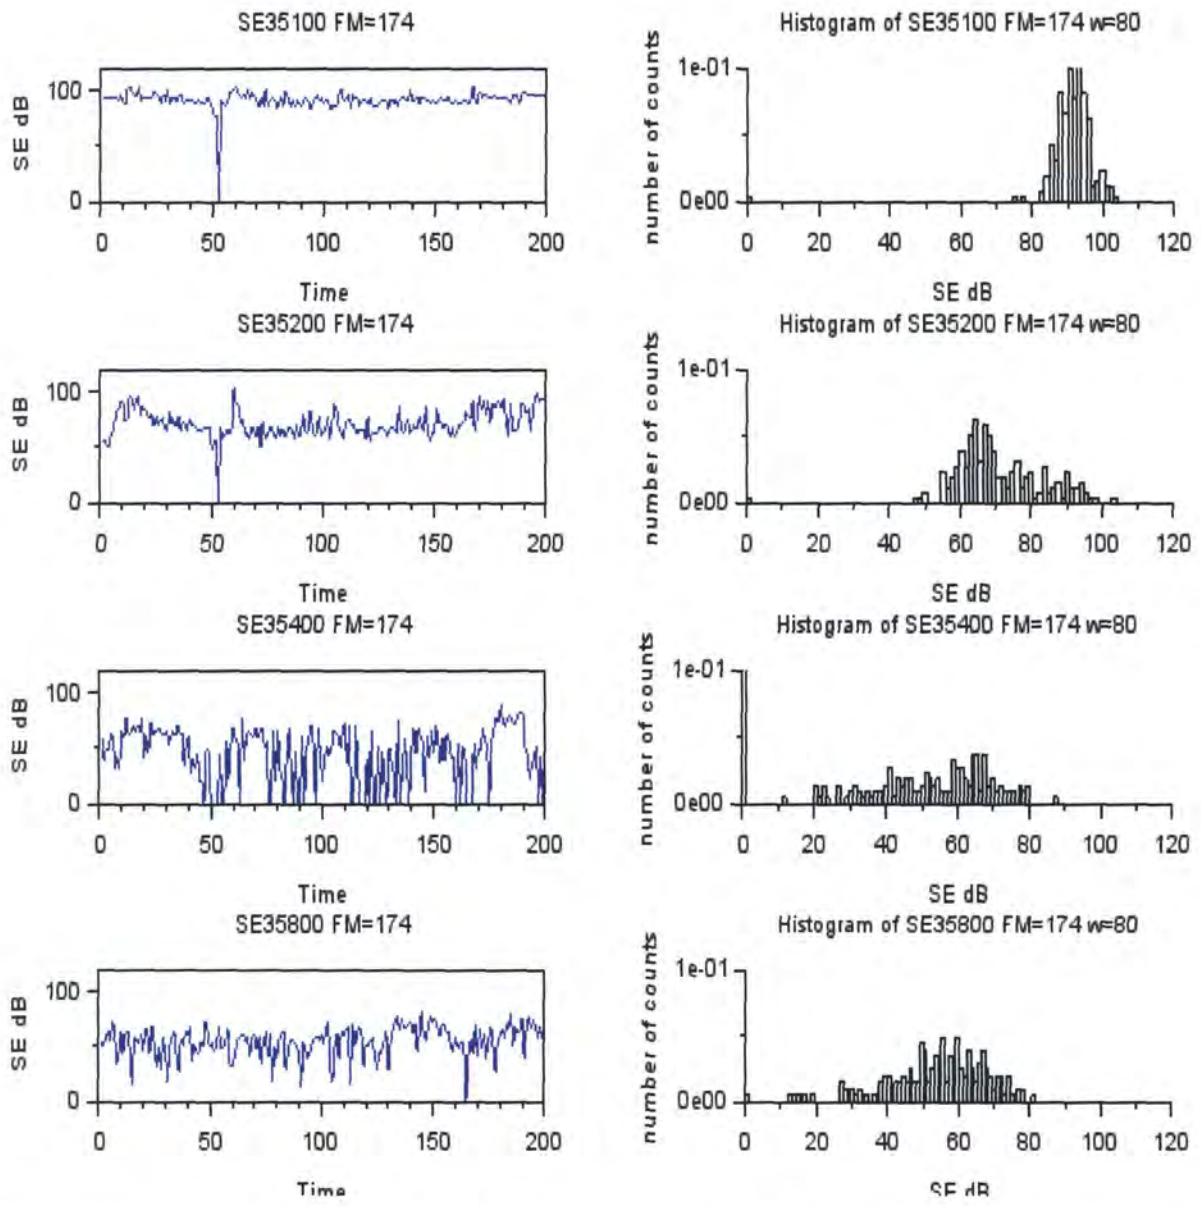 SE35100 FM=174
Histogram of SE35100 FM=174 w=80
SE dB
100
0
0 50 100 150 200
Time
number of counts
1e-01
0e00
0 20 40 60 80 100 120
SE dB
SE35200 FM=174
Histogram of SE35200 FM=174 w=80
SE dB
100
0
0 50 100 150 200
Time
number of counts
1e-01
0e00
0 20 40 60 80 100 120
SE dB
SE35400 FM=174
Histogram of SE35400 FM=174 w=80
SE dB
100
0
0 50 100 150 200
Time
number of counts
1e-01
0e00
0 20 40 60 80 100 120
SE dB
SE35800 FM=174
Histogram of SE35800 FM=174 w=80
SE dB
100
0
0 50 100 150 200
Time
number of counts
1e-01
0e00
0 20 40 60 80 100 120
SE dB